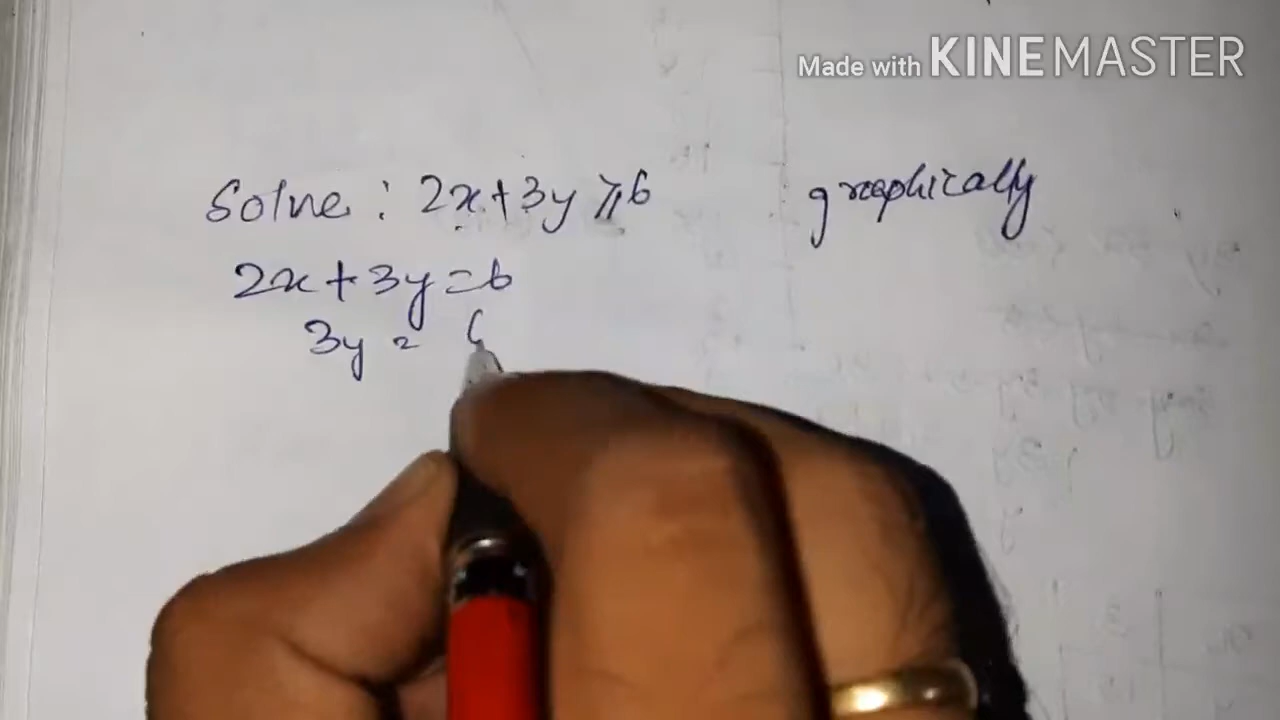 Made with KINEMASTER
Solve : 2x+3y ≥ 6 graphically
2x+3y=6
3y = 6